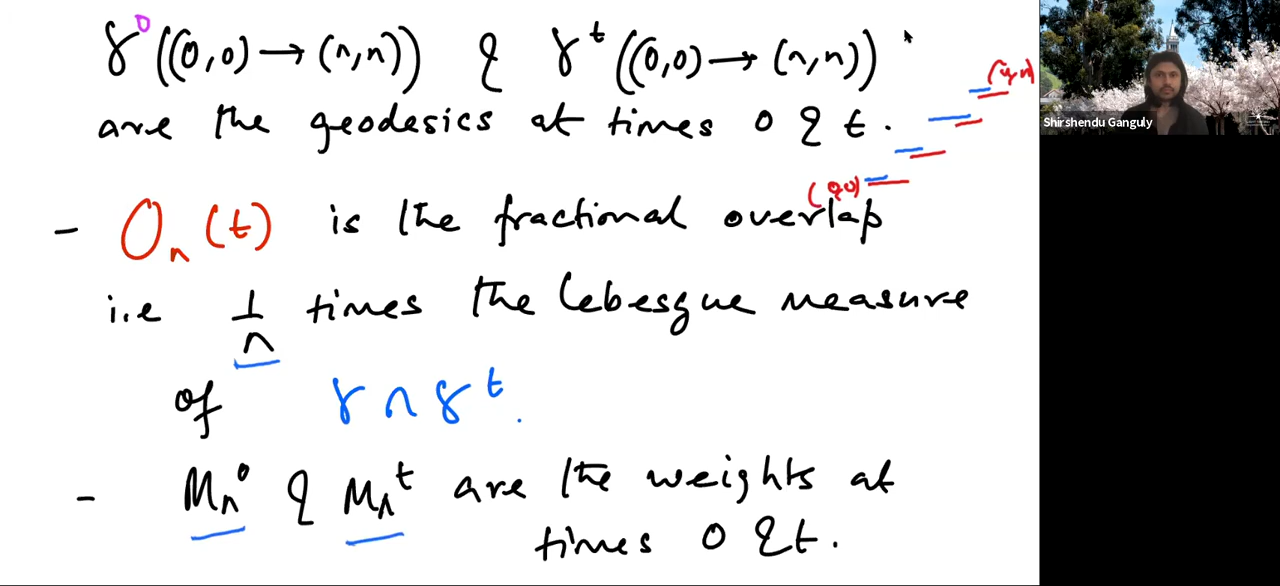 γ⁰ ((0,0) → (n,n)) & γᵗ ((0,0) → (n,n))
are the geodesics at times 0 & t.
(n,n)
(0,0)
- Oₙ(t) is the fractional overlap
i.e 1/n times the Lebesgue measure
of γ ∩ γᵗ.
- Mₙ⁰ & Mₙᵗ are the weights at
times 0 & t.
Shirshendu Ganguly